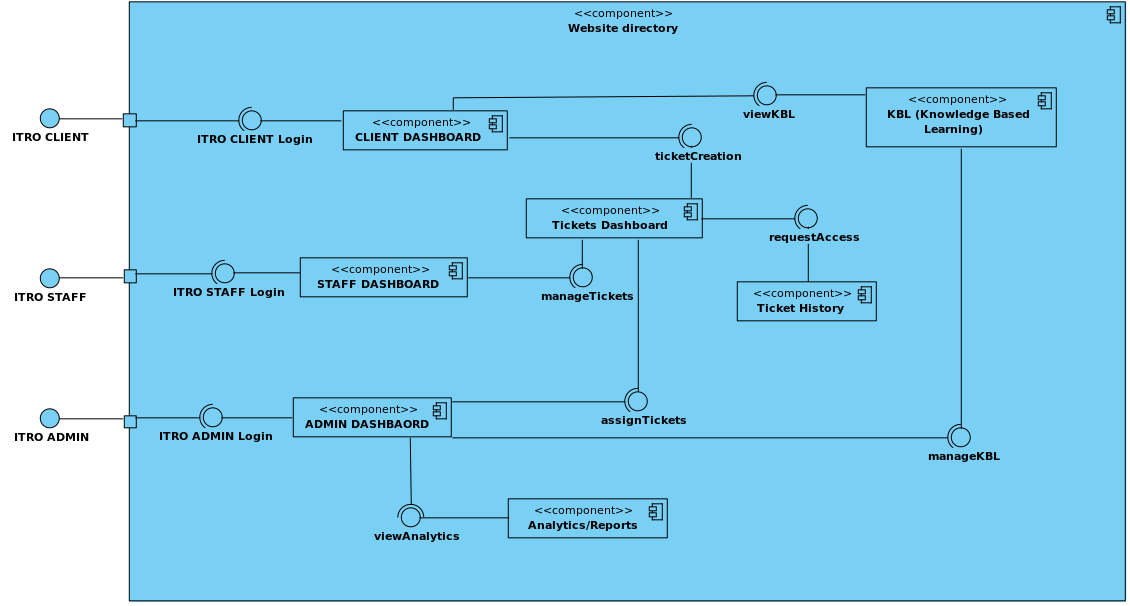 <<component>>
Website directory
viewKBL
<<component>>
KBL (Knowledge Based
Learning)
ITRO CLIENT
ITRO CLIENT Login
<<component>>
CLIENT DASHBOARD
ticketCreation
<<component>>
Tickets Dashboard
requestAccess
ITRO STAFF
ITRO STAFF Login
<<component>>
STAFF DASHBOARD
manageTickets
<<component>>
Ticket History
ITRO ADMIN
ITRO ADMIN Login
<<component>>
ADMIN DASHBAORD
assignTickets
manageKBL
viewAnalytics
<<component>>
Analytics/Reports